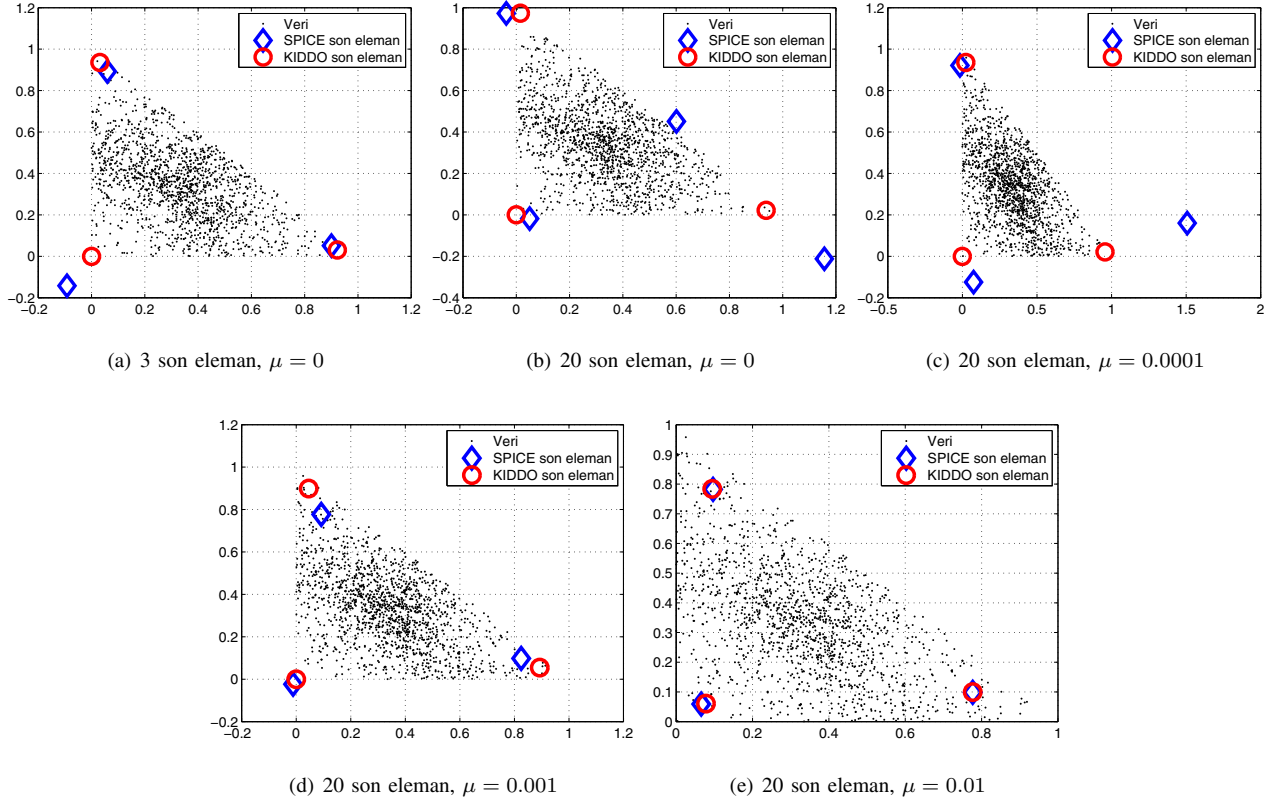 1.2
1
0.8
0.6
0.4
0.2
0
−0.2
−0.2 0 0.2 0.4 0.6 0.8 1 1.2
Veri
SPICE son eleman
KIDDO son eleman
(a) 3 son eleman, μ = 0
1
0.8
0.6
0.4
0.2
0
−0.2
−0.4
−0.2 0 0.2 0.4 0.6 0.8 1 1.2
Veri
SPICE son eleman
KIDDO son eleman
(b) 20 son eleman, μ = 0
1.2
1
0.8
0.6
0.4
0.2
0
−0.2
−0.5 0 0.5 1 1.5 2
Veri
SPICE son eleman
KIDDO son eleman
(c) 20 son eleman, μ = 0.0001
1.2
1
0.8
0.6
0.4
0.2
0
−0.2
−0.2 0 0.2 0.4 0.6 0.8 1 1.2
Veri
SPICE son eleman
KIDDO son eleman
(d) 20 son eleman, μ = 0.001
1
0.9
0.8
0.7
0.6
0.5
0.4
0.3
0.2
0.1
0
0 0.2 0.4 0.6 0.8 1
Veri
SPICE son eleman
KIDDO son eleman
(e) 20 son eleman, μ = 0.01